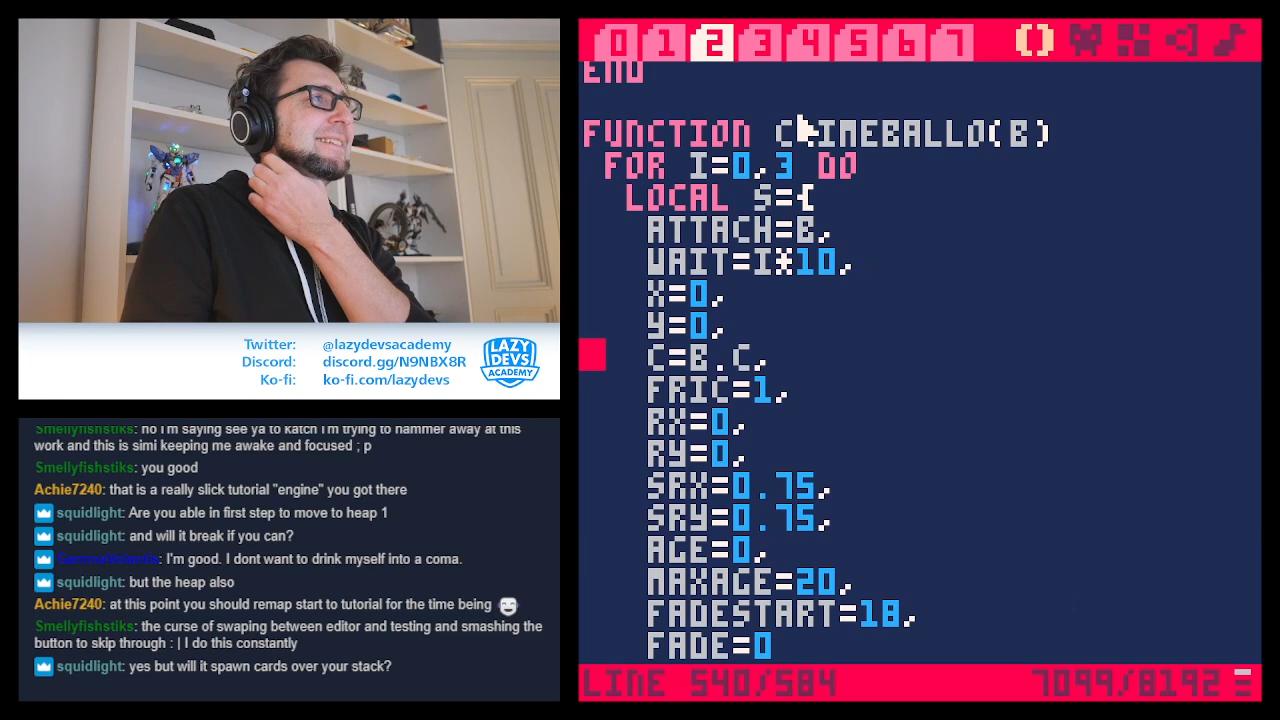 Twitter: @lazydevsacademy
Discord: discord.gg/N9NBX8R
Ko-fi: ko-fi.com/lazydevs
LAZY
DEVS
ACADEMY
Smellyfishstiks: no I'm saying see ya to katch I'm trying to hammer away at this
work and this is simi keeping me awake and focused ; p
Smellyfishstiks: you good
Achie7240: that is a really slick tutorial "engine" you got there
squidlight: Are you able in first step to move to heap 1
squidlight: and will it break if you can?
: I'm good. I dont want to drink myself into a coma.
squidlight: but the heap also
Achie7240: at this point you should remap start to tutorial for the time being
Smellyfishstiks: the curse of swaping between editor and testing and smashing the
button to skip through : | I do this constantly
squidlight: yes but will it spawn cards over your stack?
0 1 2 3 4 5 6 7 ()
END
FUNCTION (B)
FOR I=0,3 DO
LOCAL S={
ATTACH=B,
WAIT=I*10,
X=0,
Y=0,
C=B.C,
FRIC=1,
RX=0,
RY=0,
SRX=0.75,
SRY=0.75,
AGE=0,
MAXAGE=20,
FADESTART=18,
FADE=0
LINE 540/584 7099/8192